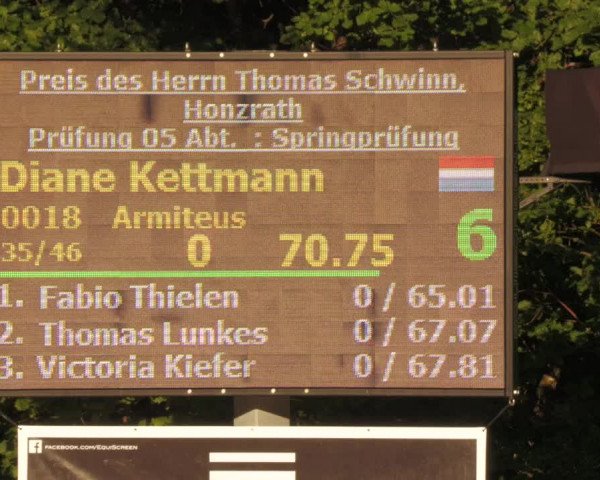 Preis des Herrn Thomas Schwinn,
Honzrath
Prüfung 05 Abt. : Springprüfung
Diane Kettmann
0018 Armiteus 6
35/46 0 70.75
1. Fabio Thielen 0 / 65.01
2. Thomas Lunkes 0 / 67.07
3. Victoria Kiefer 0 / 67.81
f facebook.com/EquiScreen